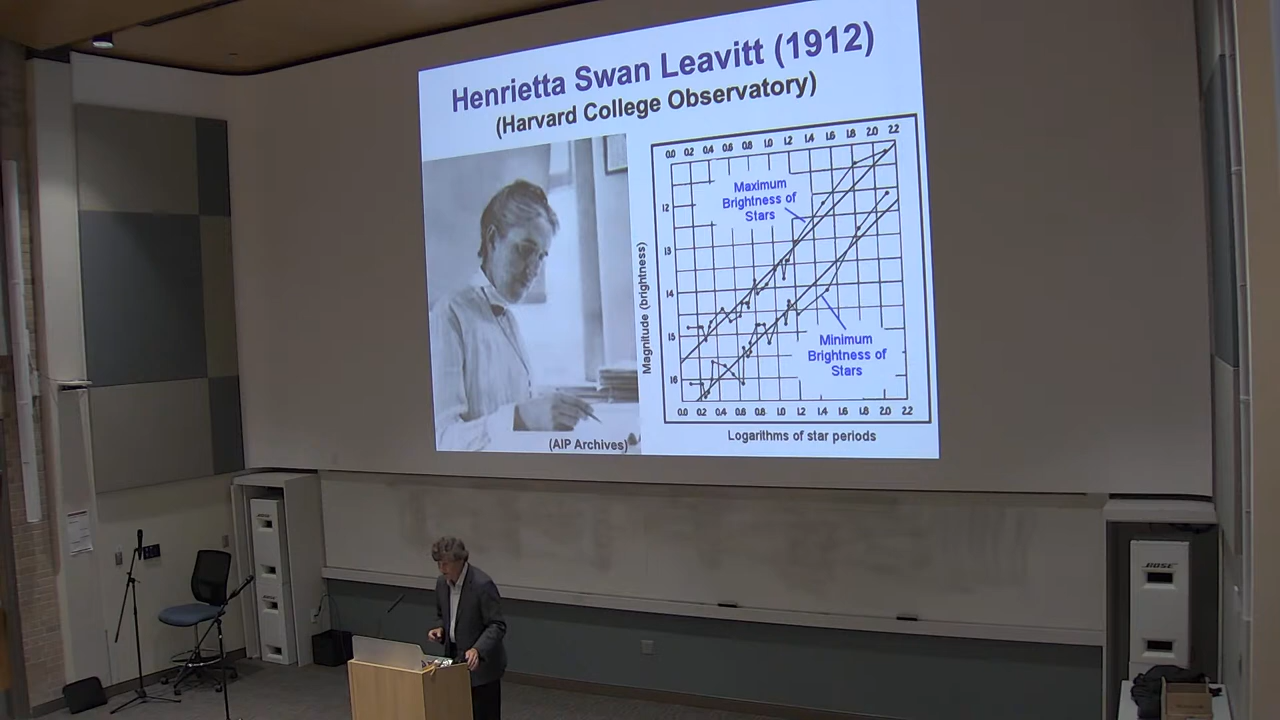 Henrietta Swan Leavitt (1912)
(Harvard College Observatory)
0.0 0.2 0.4 0.6 0.8 1.0 1.2 1.4 1.6 1.8 2.0 2.2
Maximum
Brightness of
Stars
12
13
14
15
16
Magnitude (brightness)
Minimum
Brightness of
Stars
0.0 0.2 0.4 0.6 0.8 1.0 1.2 1.4 1.6 2.0 2.2
Logarithms of star periods
(AIP Archives)
BOSE